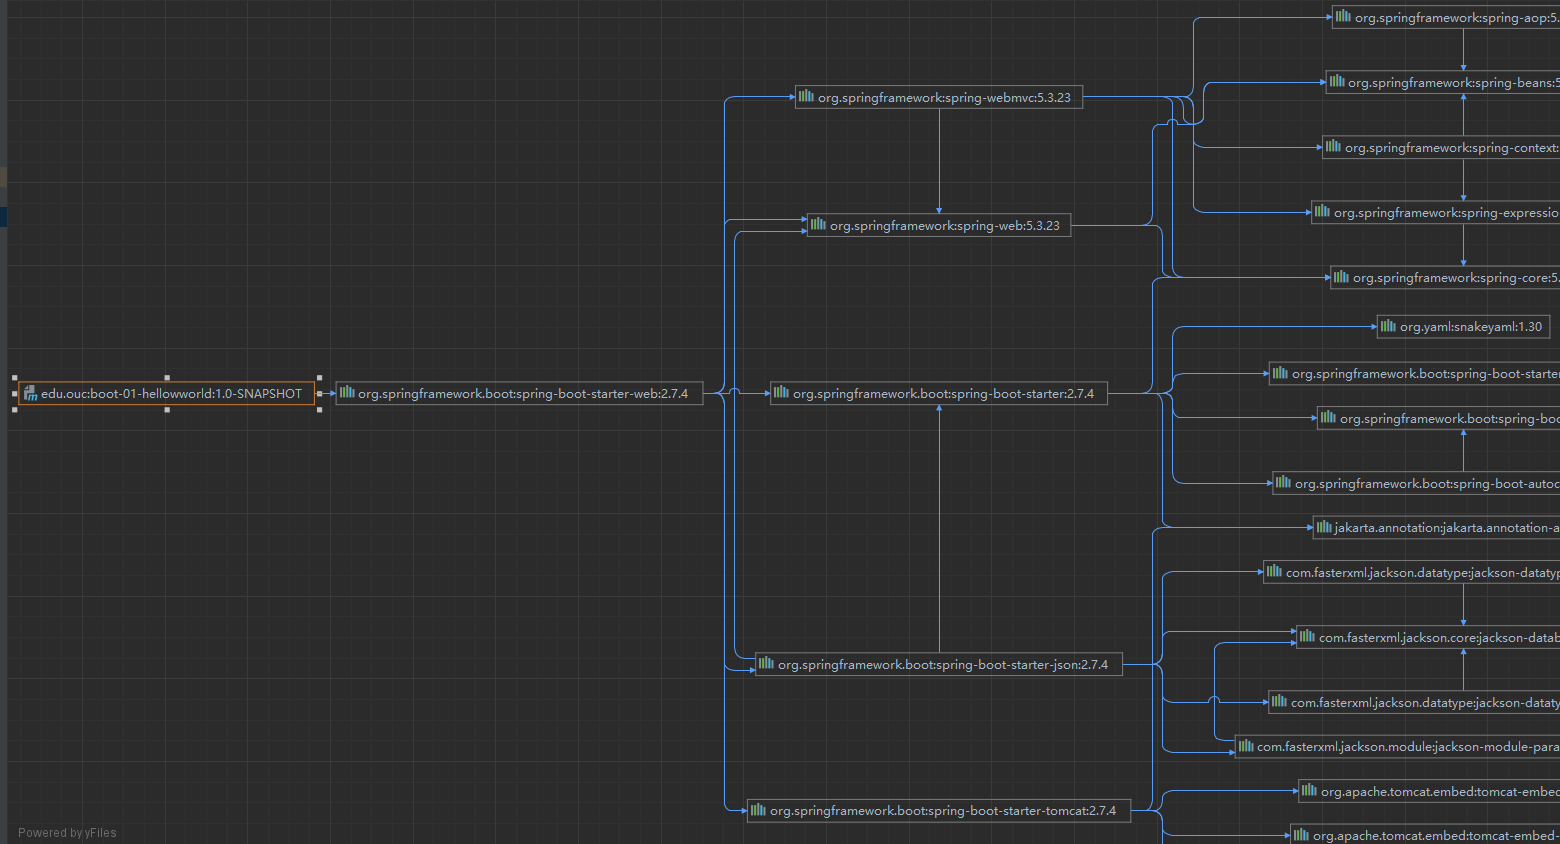 org.springframework:spring-aop:5.
org.springframework:spring-beans:5
org.springframework:spring-webmvc:5.3.23
org.springframework:spring-context:
org.springframework:spring-expressio
org.springframework:spring-web:5.3.23
org.springframework:spring-core:5.
org.yaml:snakeyaml:1.30
org.springframework.boot:spring-boot-starter
edu.ouc:boot-01-helloworld:1.0-SNAPSHOT
org.springframework.boot:spring-boot-starter-web:2.7.4
org.springframework.boot:spring-boot-starter:2.7.4
org.springframework.boot:spring-boo
org.springframework.boot:spring-boot-autoc
jakarta.annotation:jakarta.annotation-a
com.fasterxml.jackson.datatype:jackson-datatyp
com.fasterxml.jackson.core:jackson-datab
org.springframework.boot:spring-boot-starter-json:2.7.4
com.fasterxml.jackson.datatype:jackson-dataty
com.fasterxml.jackson.module:jackson-module-para
org.apache.tomcat.embed:tomcat-embed
org.springframework.boot:spring-boot-starter-tomcat:2.7.4
org.apache.tomcat.embed:tomcat-embed-
Powered by yFiles